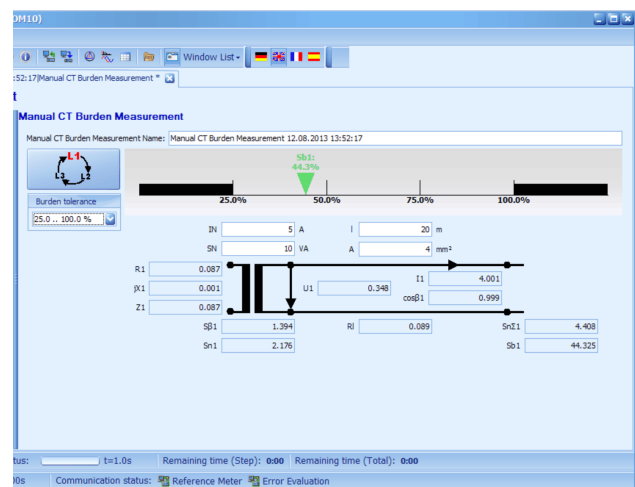 OM10)
Window List
:52:17|Manual CT Burden Measurement *
t
Manual CT Burden Measurement
Manual CT Burden Measurement Name: Manual CT Burden Measurement 12.08.2013 13:52:17
L1
L3 L2
Sb1:
44.3%
25.0% 50.0% 75.0% 100.0%
Burden tolerance
25.0 .. 100.0 %
IN 5 A l 20 m
SN 10 VA A 4 mm²
R1 0.087
I1 4.001
jX1 0.001 U1 0.348
cosβ1 0.999
Z1 0.087
Sβ1 1.394 Rl 0.089 SnΣ1 4.408
Sn1 2.176 Sb1 44.325
tus: t=1.0s Remaining time (Step): 0:00 Remaining time (Total): 0:00
00s Communication status: Reference Meter Error Evaluation